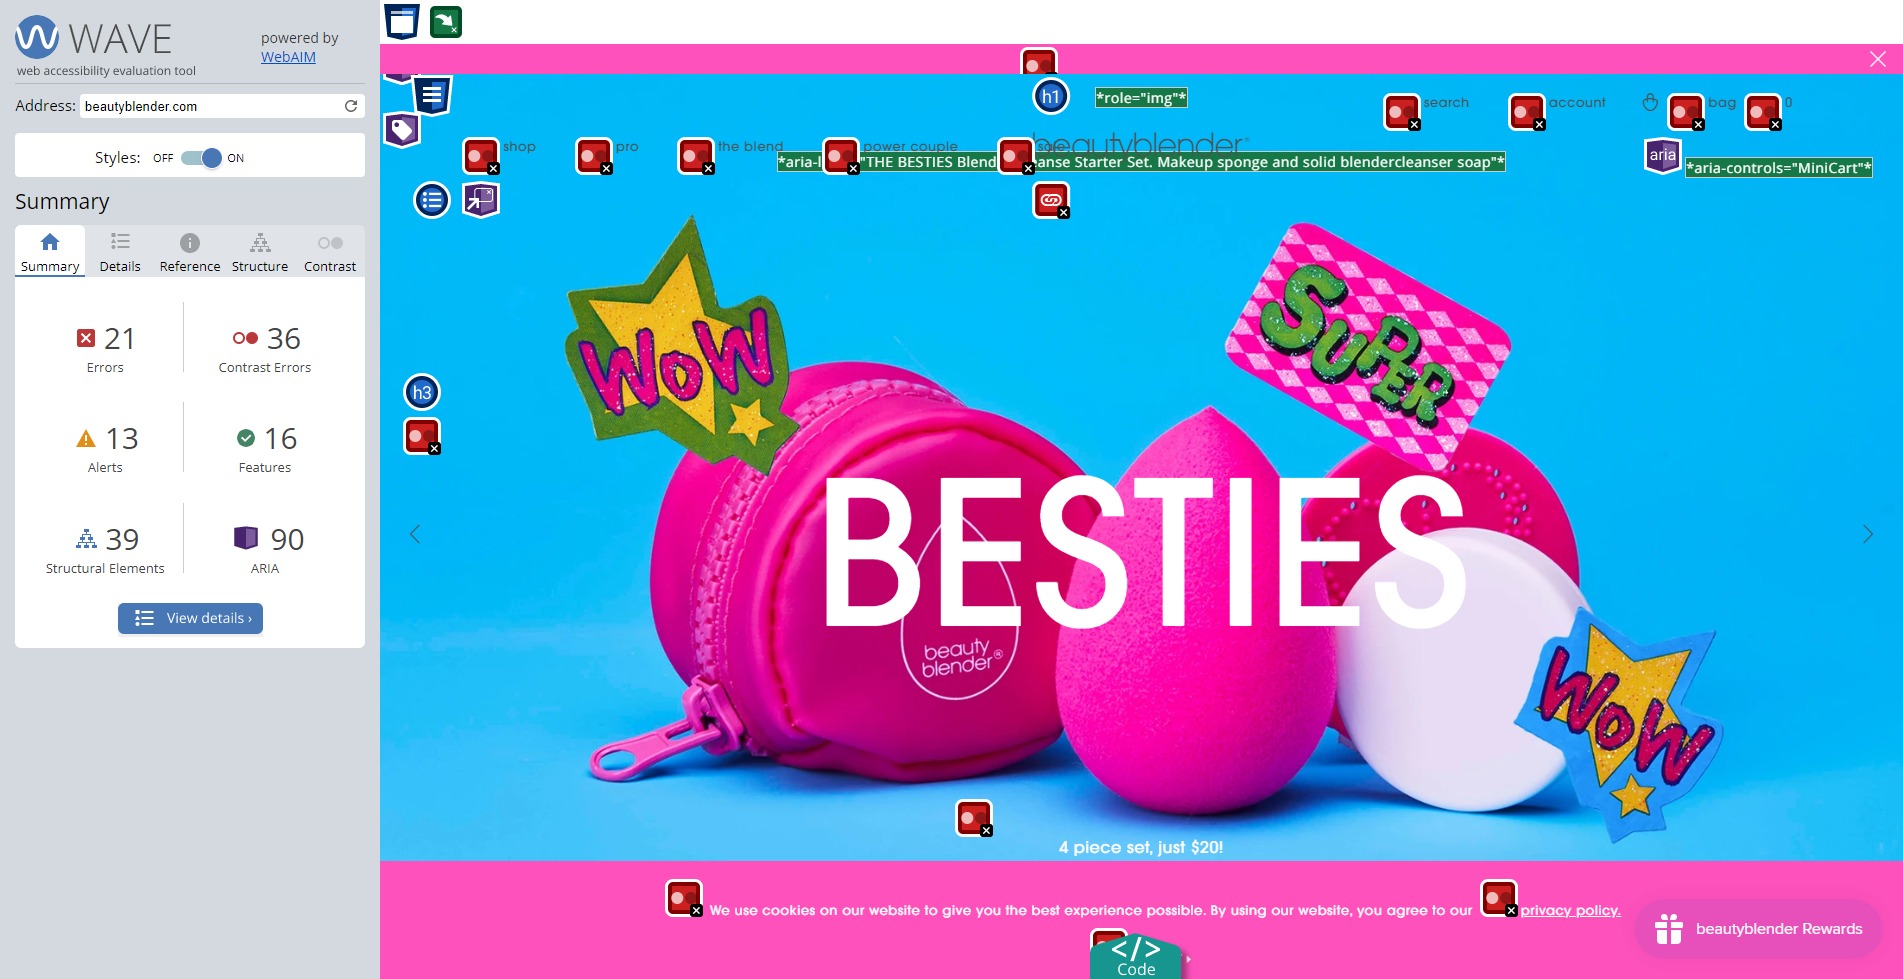 WAVE
powered by
WebAIM
web accessibility evaluation tool
Address: beautyblender.com
Styles: OFF ON
Summary
Summary Details Reference Structure Contrast
21 Errors
36 Contrast Errors
13 Alerts
16 Features
39 Structural Elements
90 ARIA
View details ›
h1
*role="img"*
search
account
bag
0
shop
pro
the blend
power couple
beautyblender
*aria-l
"THE BESTIES Blend
anse Starter Set. Makeup sponge and solid blendercleanser soap"*
aria
*aria-controls="MiniCart"*
h3
WOW
SUPER
BESTIES
beauty
blender®
WOW
4 piece set, just $20!
We use cookies on our website to give you the best experience possible. By using our website, you agree to our privacy policy.
beautyblender Rewards
</>
Code